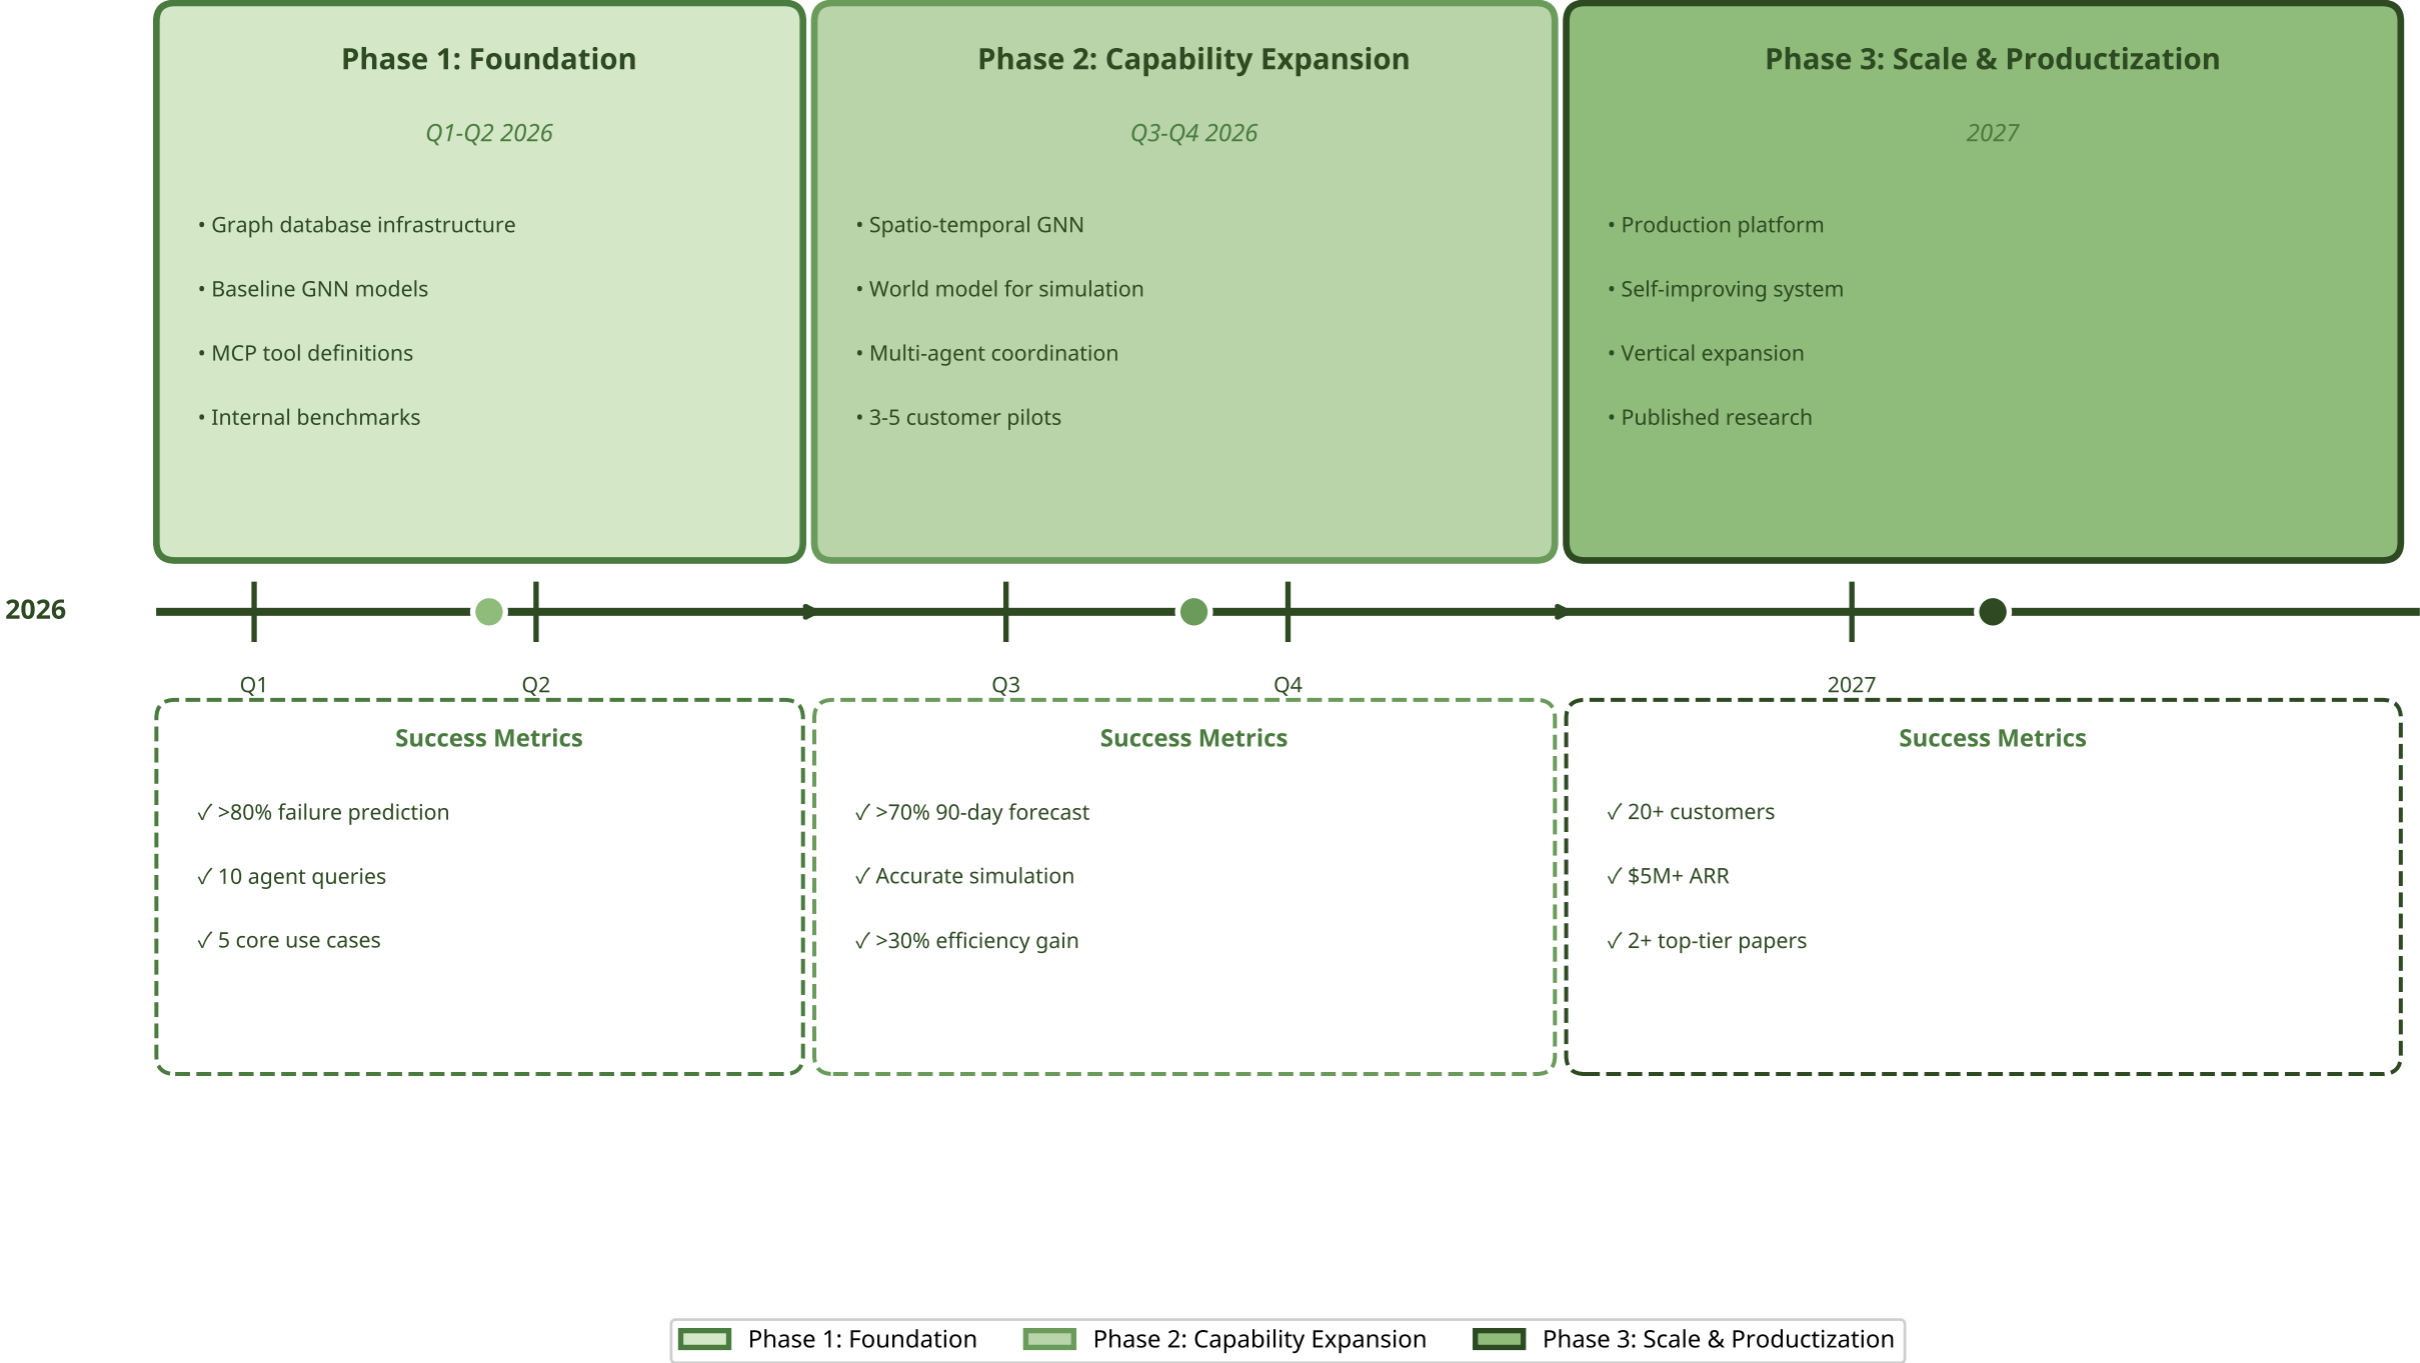 Phase 1: Foundation
Q1-Q2 2026
• Graph database infrastructure
• Baseline GNN models
• MCP tool definitions
• Internal benchmarks
Phase 2: Capability Expansion
Q3-Q4 2026
• Spatio-temporal GNN
• World model for simulation
• Multi-agent coordination
• 3-5 customer pilots
Phase 3: Scale & Productization
2027
• Production platform
• Self-improving system
• Vertical expansion
• Published research
2026
Q1
Q2
Q3
Q4
2027
Success Metrics
✓ >80% failure prediction
✓ 10 agent queries
✓ 5 core use cases
Success Metrics
✓ >70% 90-day forecast
✓ Accurate simulation
✓ >30% efficiency gain
Success Metrics
✓ 20+ customers
✓ $5M+ ARR
✓ 2+ top-tier papers
Phase 1: Foundation
Phase 2: Capability Expansion
Phase 3: Scale & Productization